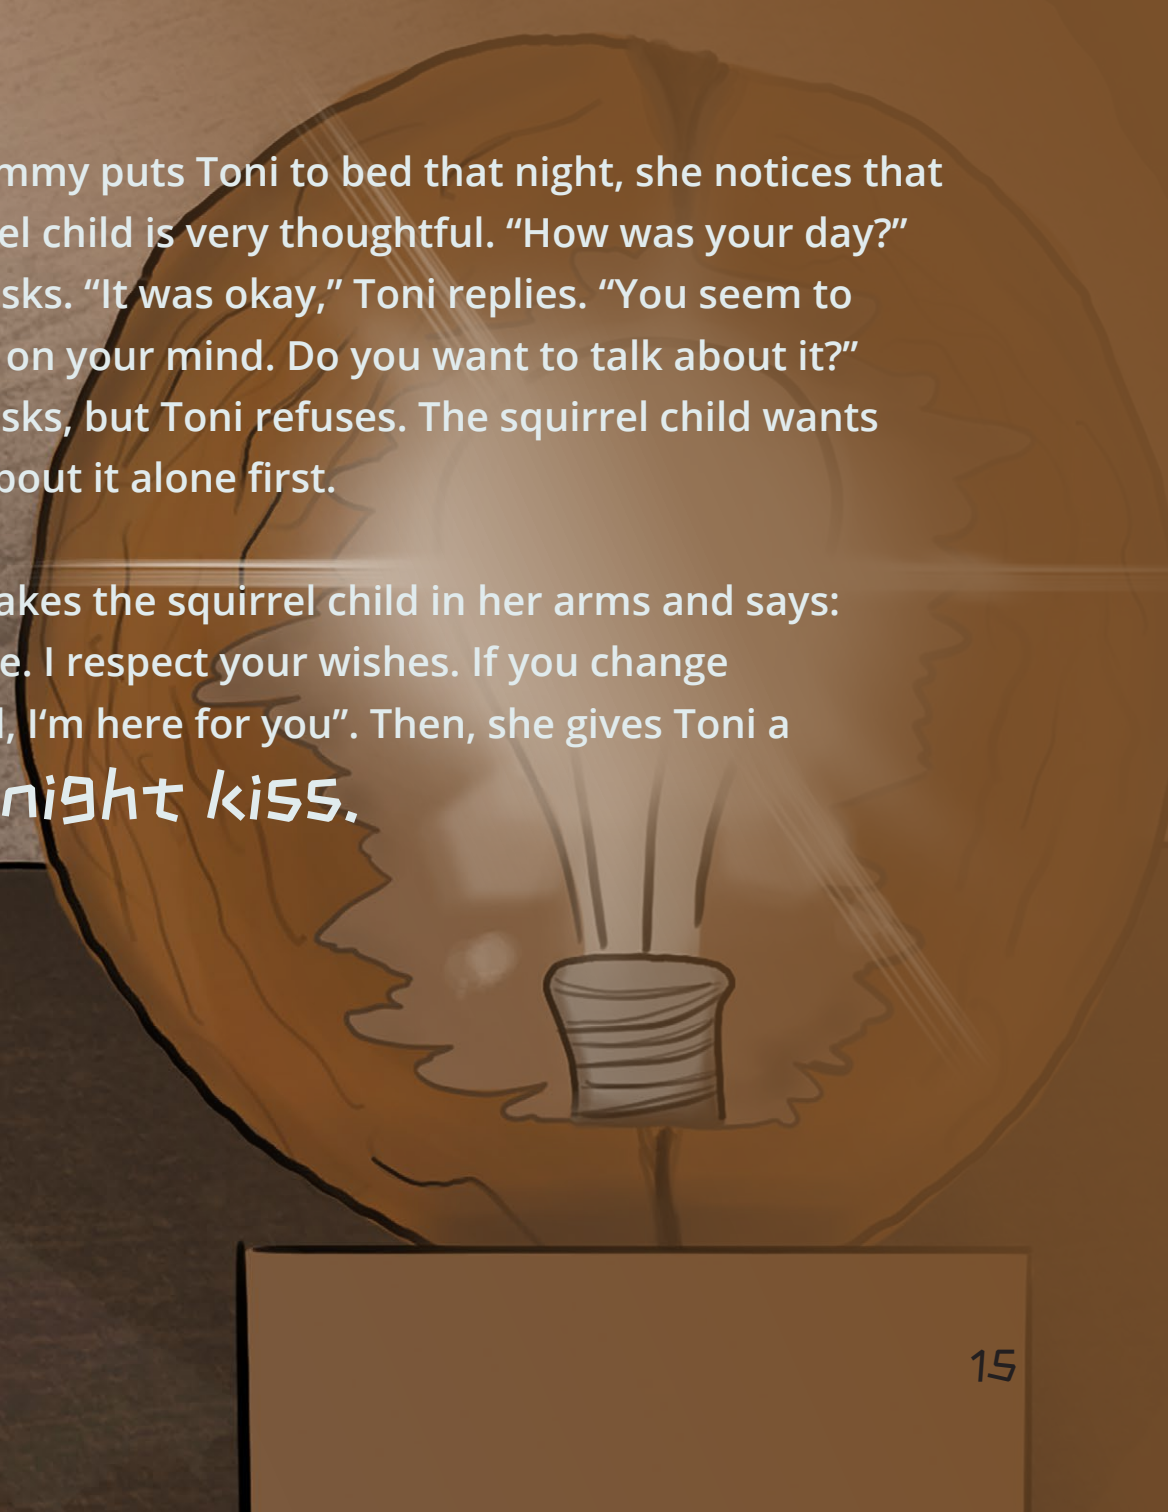 mmy puts Toni to bed that night, she notices that
el child is very thoughtful. “How was your day?”
sks. “It was okay,” Toni replies. “You seem to
on your mind. Do you want to talk about it?”
sks, but Toni refuses. The squirrel child wants
bout it alone first.
akes the squirrel child in her arms and says:
e. I respect your wishes. If you change
, I‘m here for you”. Then, she gives Toni a
night kiss.
15